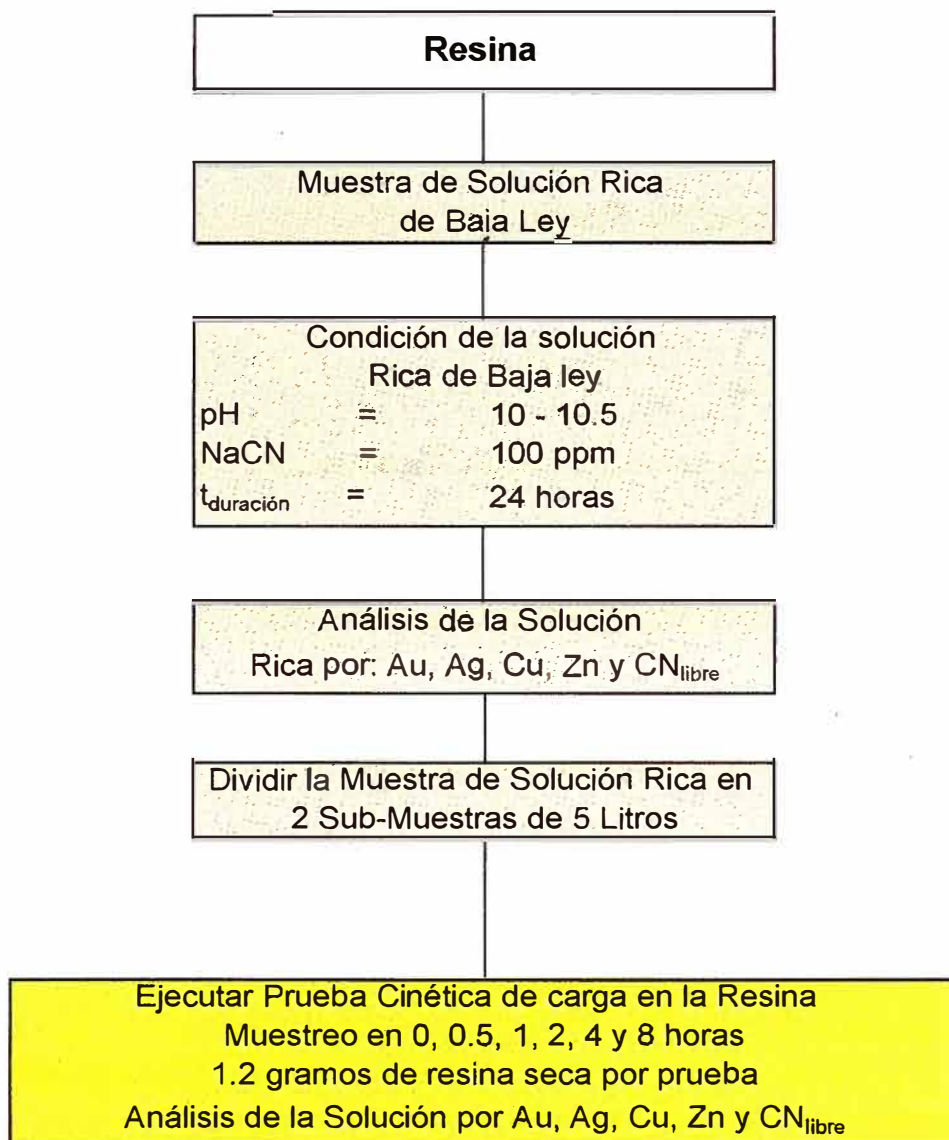 Resina
Muestra de Solución Rica
de Baja Ley
Condición de la solución
Rica de Baja ley
pH = 10 - 10.5
NaCN = 100 ppm
t_duración = 24 horas
Análisis de la Solución
Rica por: Au, Ag, Cu, Zn y CN_libre
Dividir la Muestra de Solución Rica en
2 Sub-Muestras de 5 Litros
Ejecutar Prueba Cinética de carga en la Resina
Muestreo en 0, 0.5, 1, 2, 4 y 8 horas
1.2 gramos de resina seca por prueba
Análisis de la Solución por Au, Ag, Cu, Zn y CN_libre